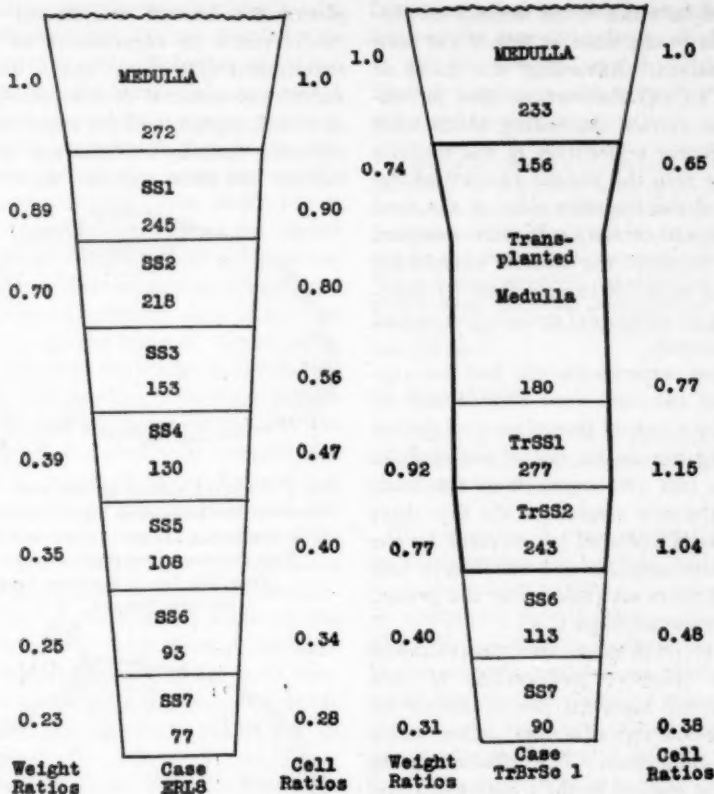 MEDULLA
1.0 272 1.0
SS1
0.89 245 0.90
SS2
0.70 218 0.80
SS3
153 0.56
SS4
0.39 130 0.47
SS5
0.35 108 0.40
SS6
0.25 93 0.34
SS7
0.23 77 0.28
Weight Ratios
Case ERL8
Cell Ratios
1.0 MEDULLA 1.0
233
0.74 156 0.65
Trans-
planted
Medulla
180 0.77
TrSS1
0.92 277 1.15
TrSS2
0.77 243 1.04
SS6
0.40 113 0.48
SS7
0.31 90 0.38
Weight Ratios
Case TrBrSc 1
Cell Ratios